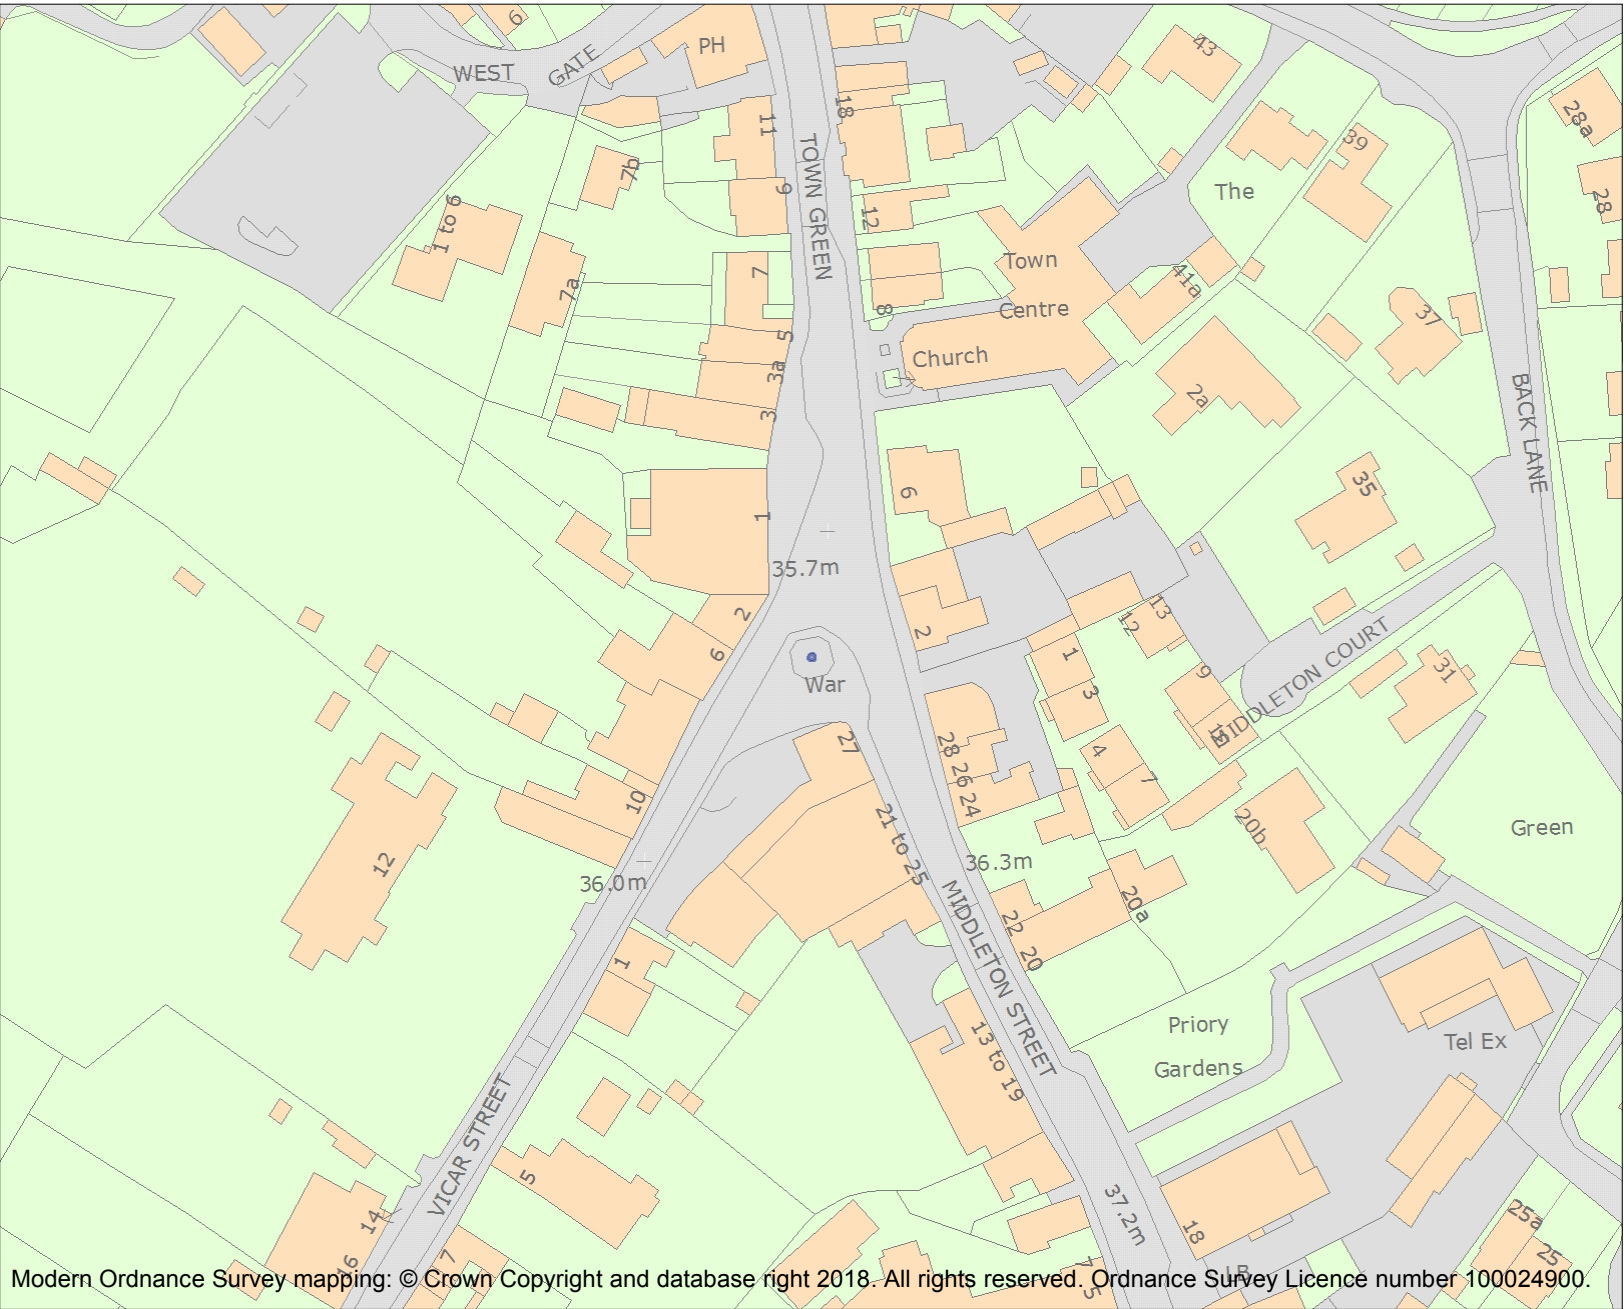 6
PH
43
WEST GATE
28a
11
18
TOWN GREEN
39
7b
The
9
28
1 to 6
12
Town
7
7a
41a
Centre
8
37
5
Church
3a
2a
BACK LANE
3
35
6
1
35.7m
2
13
12
2
MIDDLETON COURT
6
1
War
9
31
3
27
28
26
24
4
7
10
20b
Green
21 to 25
12
36.3m
36.0m
MIDDLETON STREET
20a
22
20
1
Priory
Gardens
13 to 19
Tel Ex
VICAR STREET
5
14
37.2m
18
25a
25
16
7
LB
Modern Ordnance Survey mapping: © Crown Copyright and database right 2018. All rights reserved. Ordnance Survey Licence number 100024900.